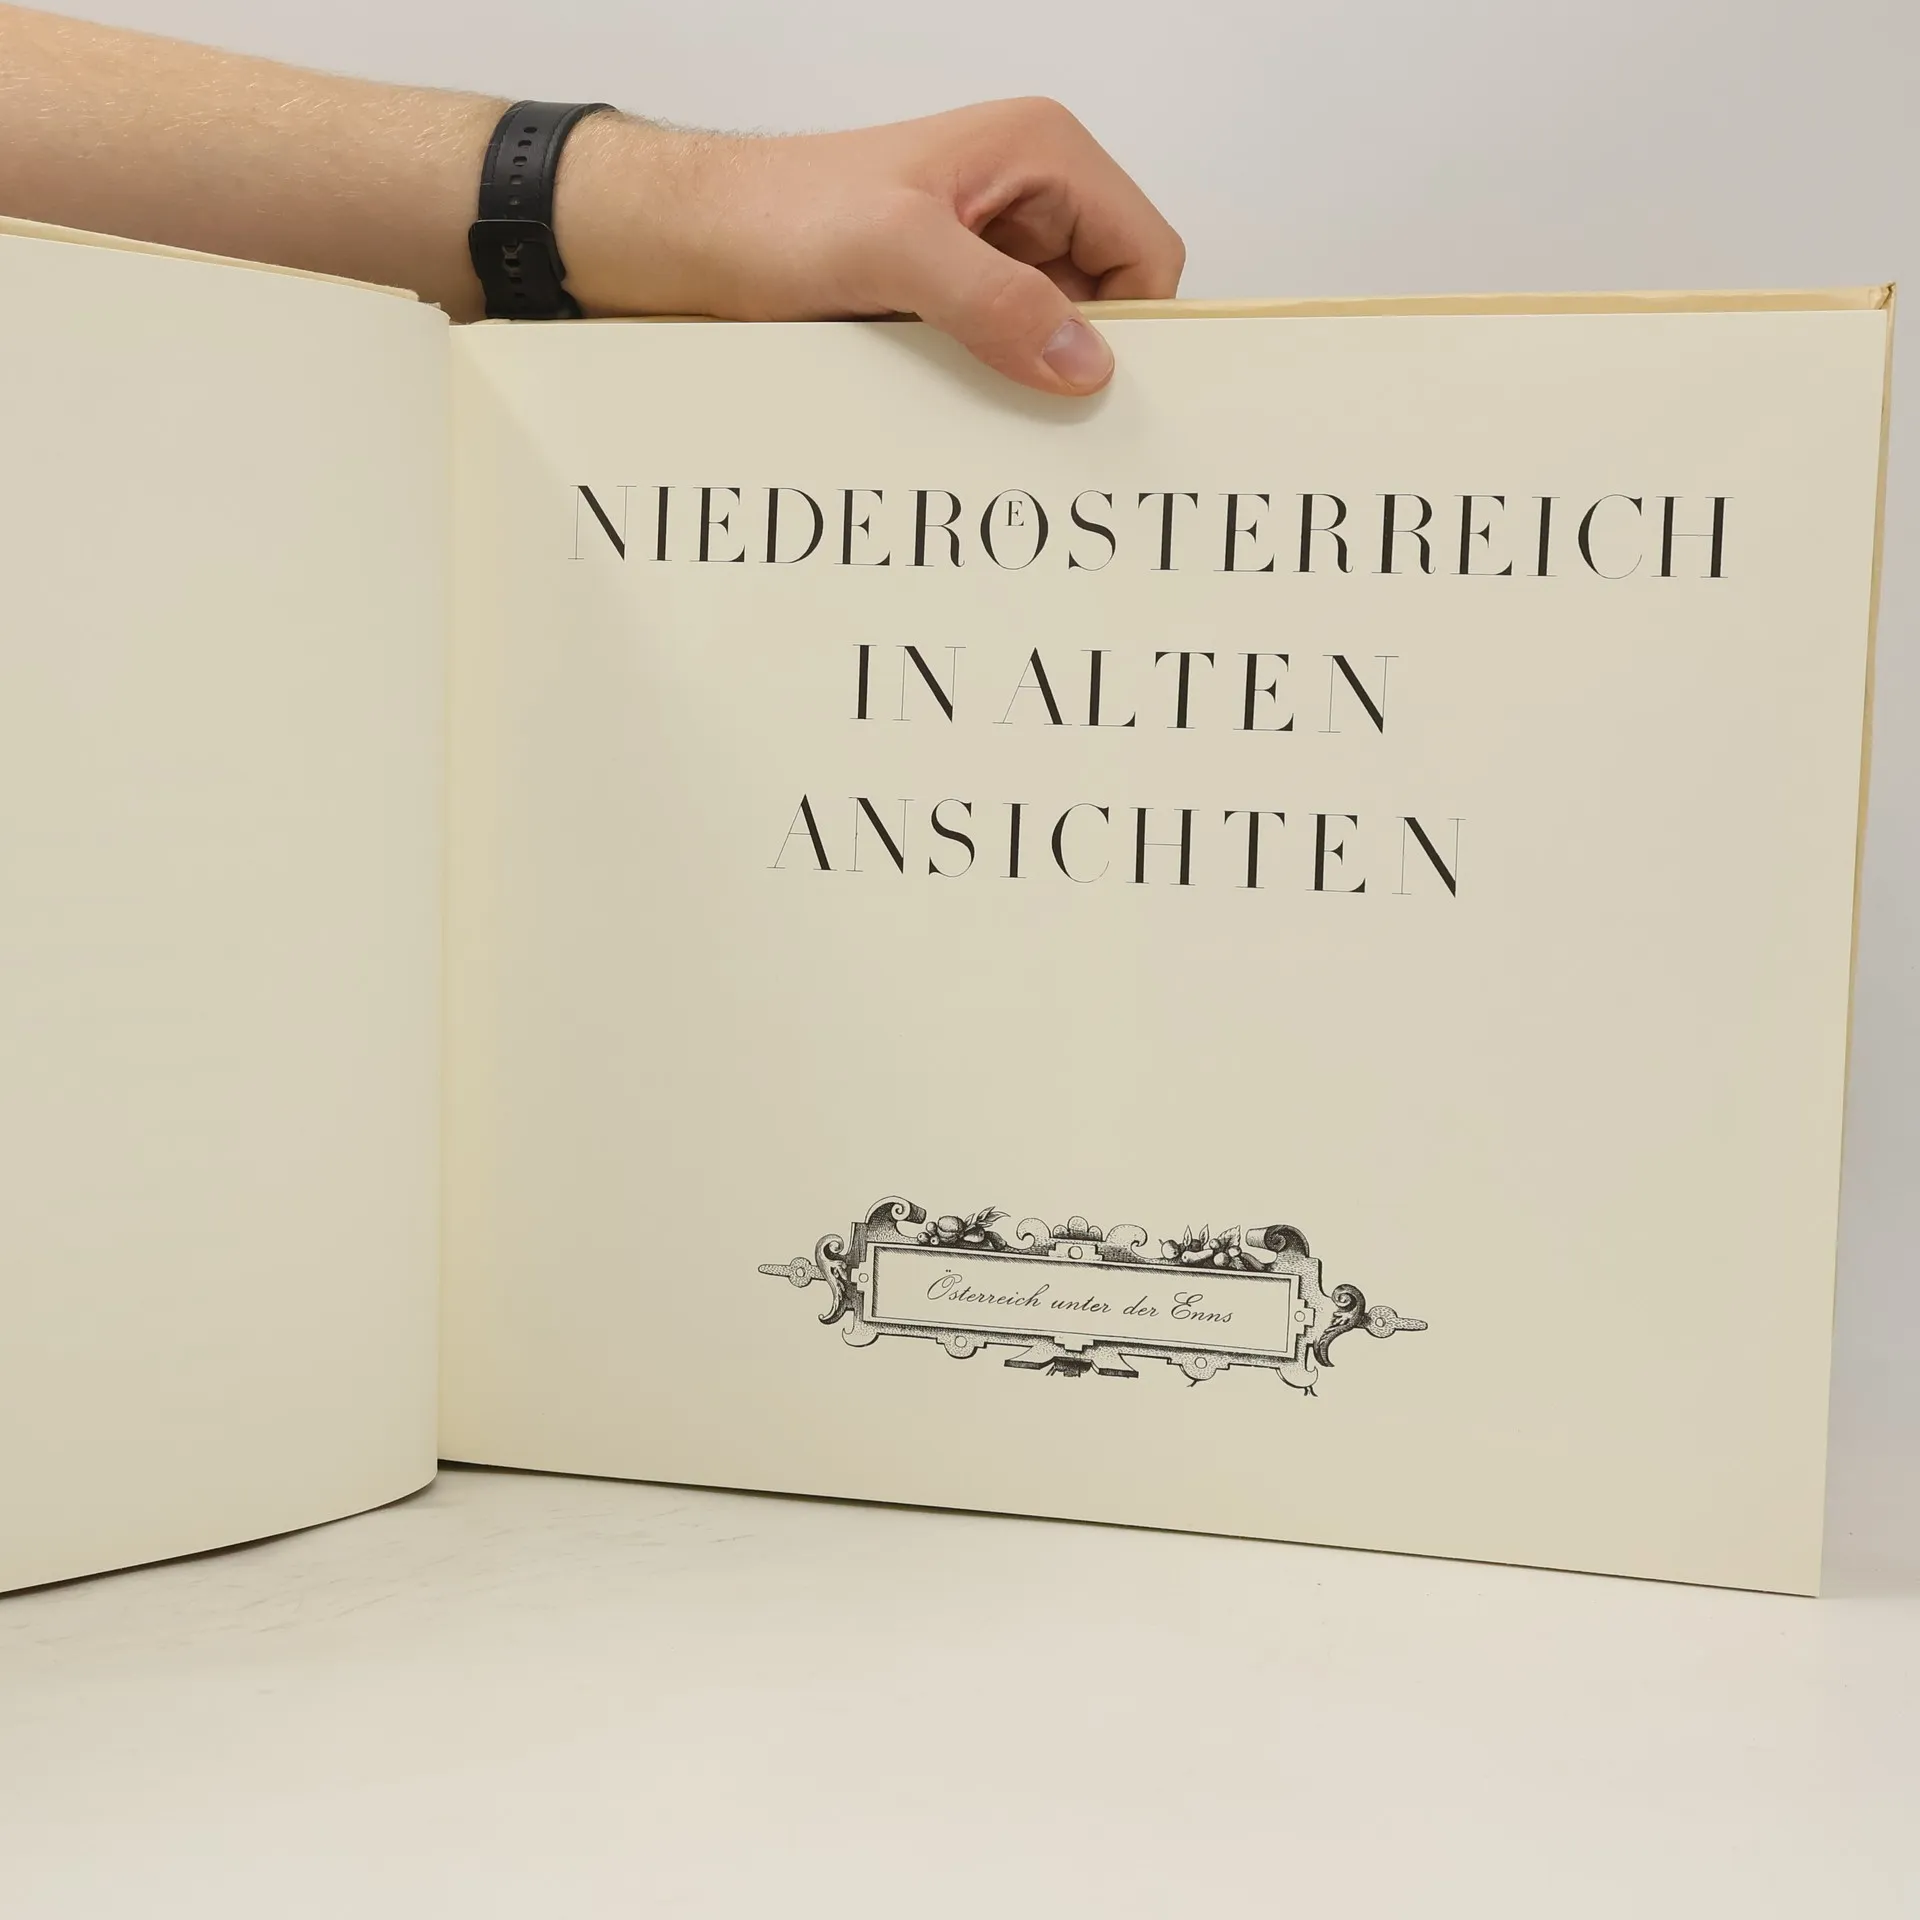 NIEDERÖSTERREICH
IN ALTEN
ANSICHTEN
Österreich unter der Enns